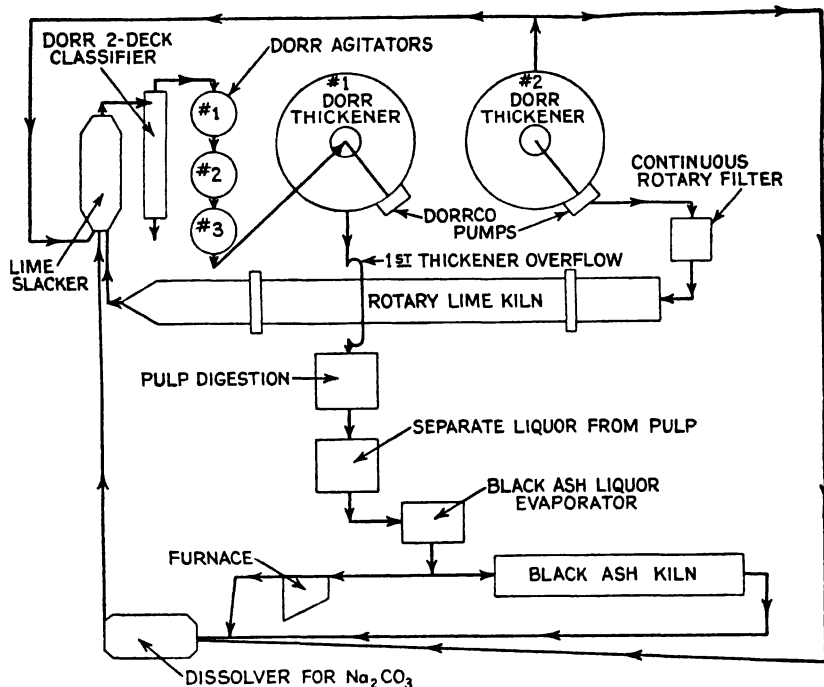 DORR 2-DECK
CLASSIFIER
DORR AGITATORS
#1
#2
#3
#1
DORR
THICKENER
#2
DORR
THICKENER
CONTINUOUS
ROTARY FILTER
DORRCO
PUMPS
LIME
SLACKER
1ST THICKENER OVERFLOW
ROTARY LIME KILN
PULP DIGESTION
SEPARATE LIQUOR FROM PULP
BLACK ASH LIQUOR
EVAPORATOR
FURNACE
BLACK ASH KILN
DISSOLVER FOR Na₂CO₃